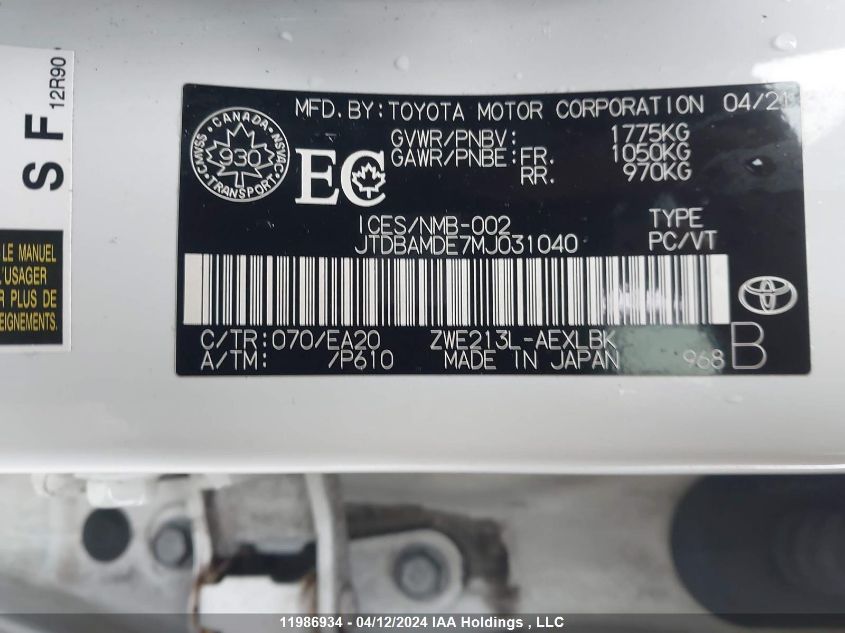 S F 12R90
LE MANUEL
L'USAGER
R PLUS DE
EIGNEMENTS.
CANADA
CMVSS 930 NSVAC
TRANSPORT
EC
MFD.BY:TOYOTA MOTOR CORPORATION 04/21
GVWR/PNBV: 1775KG
GAWR/PNBE:FR. 1050KG
RR. 970KG
ICES/NMB-002 TYPE
JTDBAMDE7MJ031040 PC/VT
C/TR:070/EA20 ZWE213L-AEXLBK
A/TM: /P610 MADE IN JAPAN 968 B
11986934 - 04/12/2024 IAA Holdings , LLC